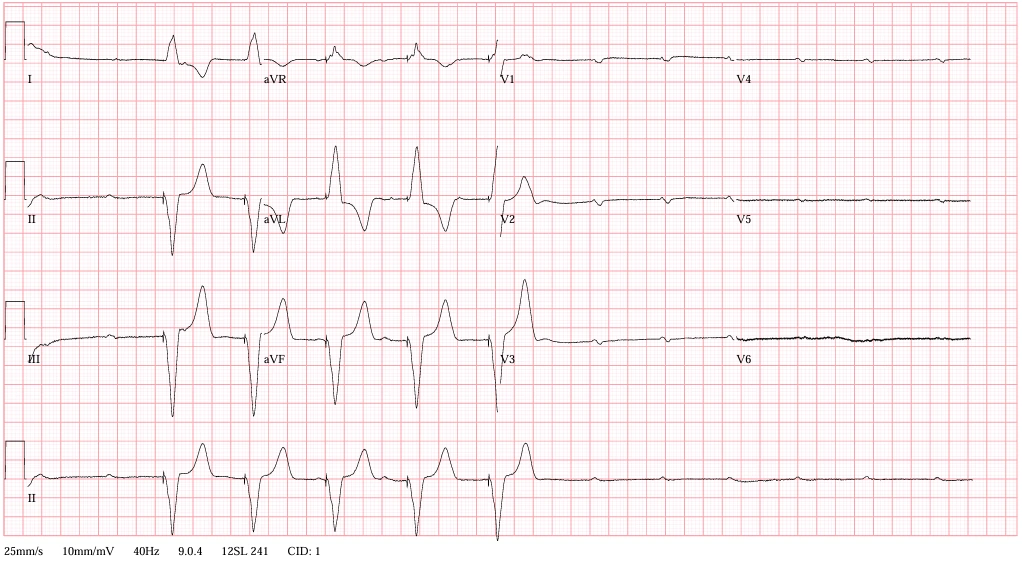 I aVR V1 V4
II aVL V2 V5
III aVF V3 V6
II
25mm/s 10mm/mV 40Hz 9.0.4 12SL 241 CID: 1